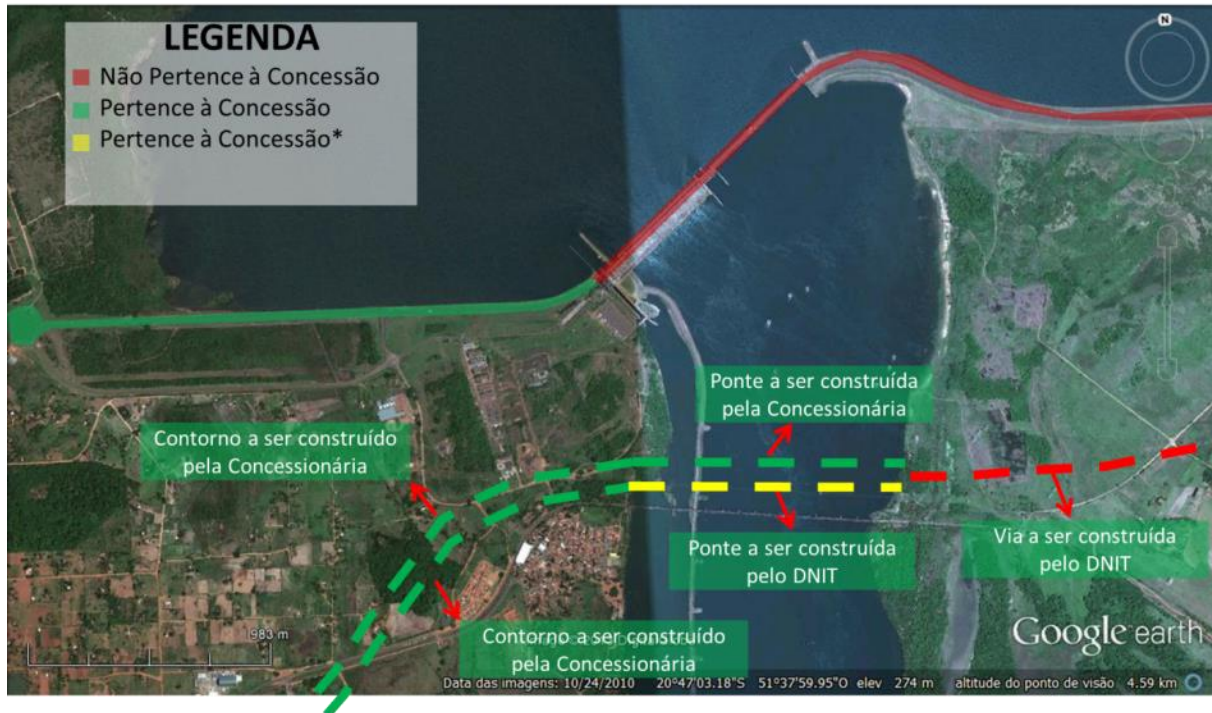 LEGENDA
Não Pertence à Concessão
Pertence à Concessão
Pertence à Concessão*
N
Ponte a ser construída
pela Concessionária
Contorno a ser construído
pela Concessionária
Ponte a ser construída
pelo DNIT
Via a ser construída
pelo DNIT
Contorno a ser construído
pela Concessionária
983 m
Google earth
Data das imagens: 10/24/2010 20°47'03.18"S 51°37'59.95"O elev 274 m altitude do ponto de visão 4.59 km